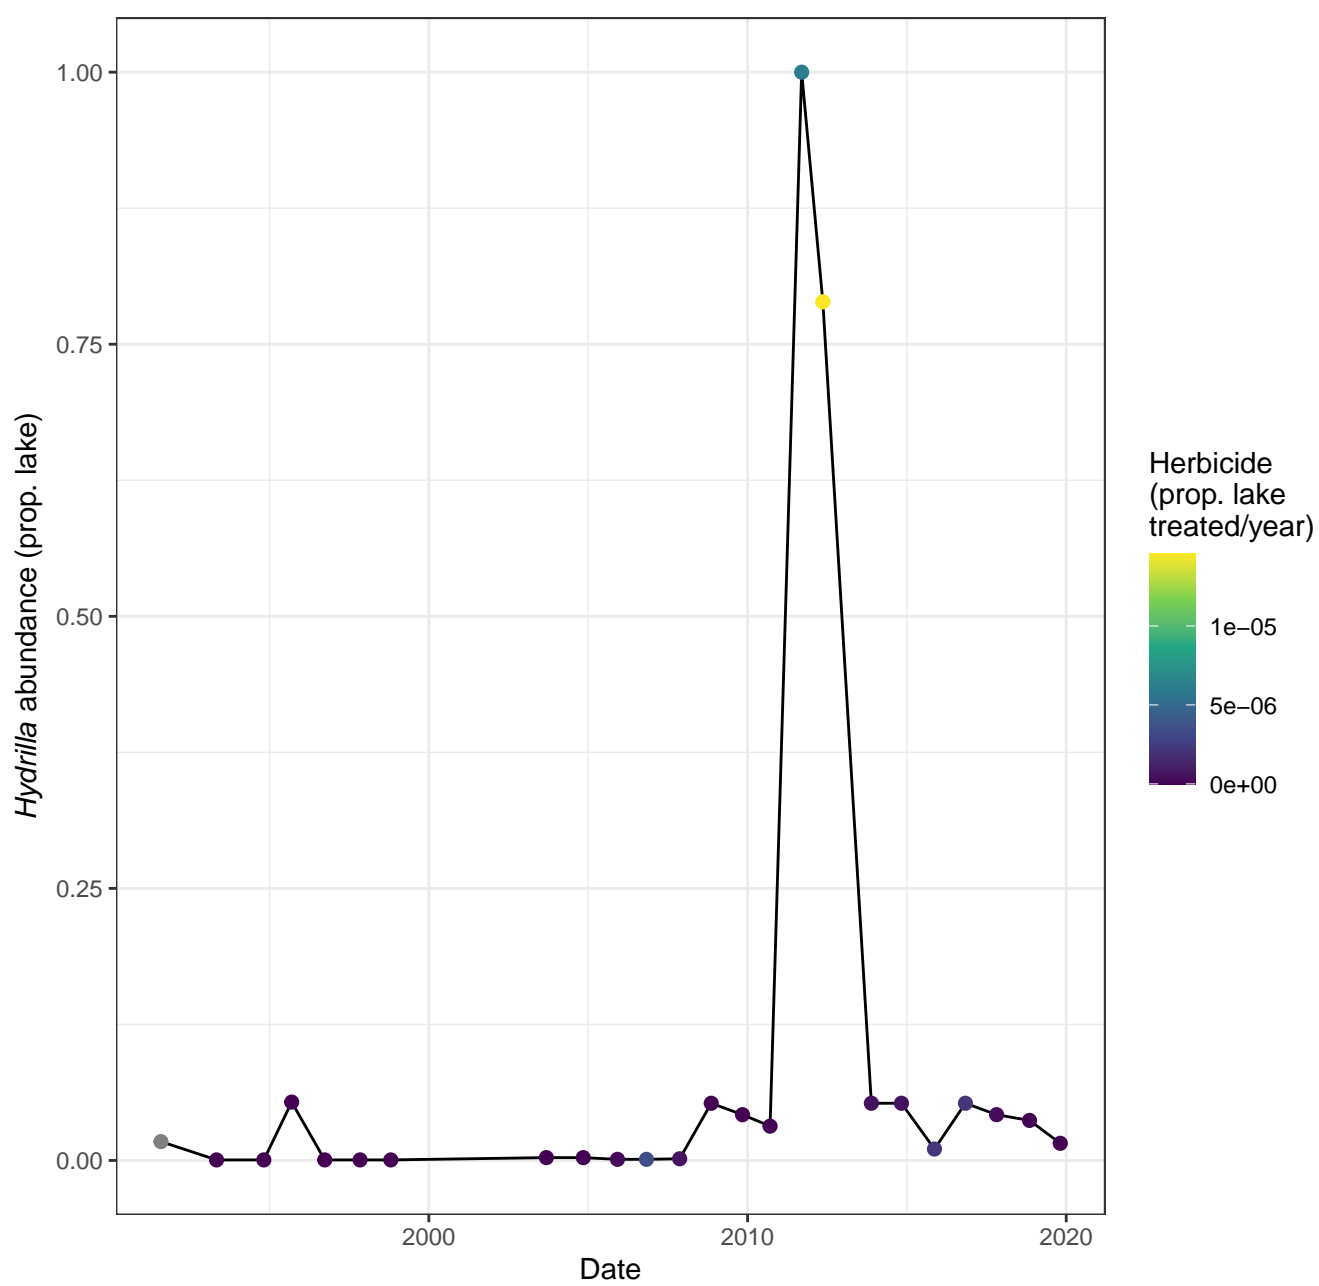 1.00
0.75
0.50
0.25
0.00
Hydrilla abundance (prop. lake)
2000
2010
2020
Date
Herbicide
(prop. lake
treated/year)
1e−05
5e−06
0e+00